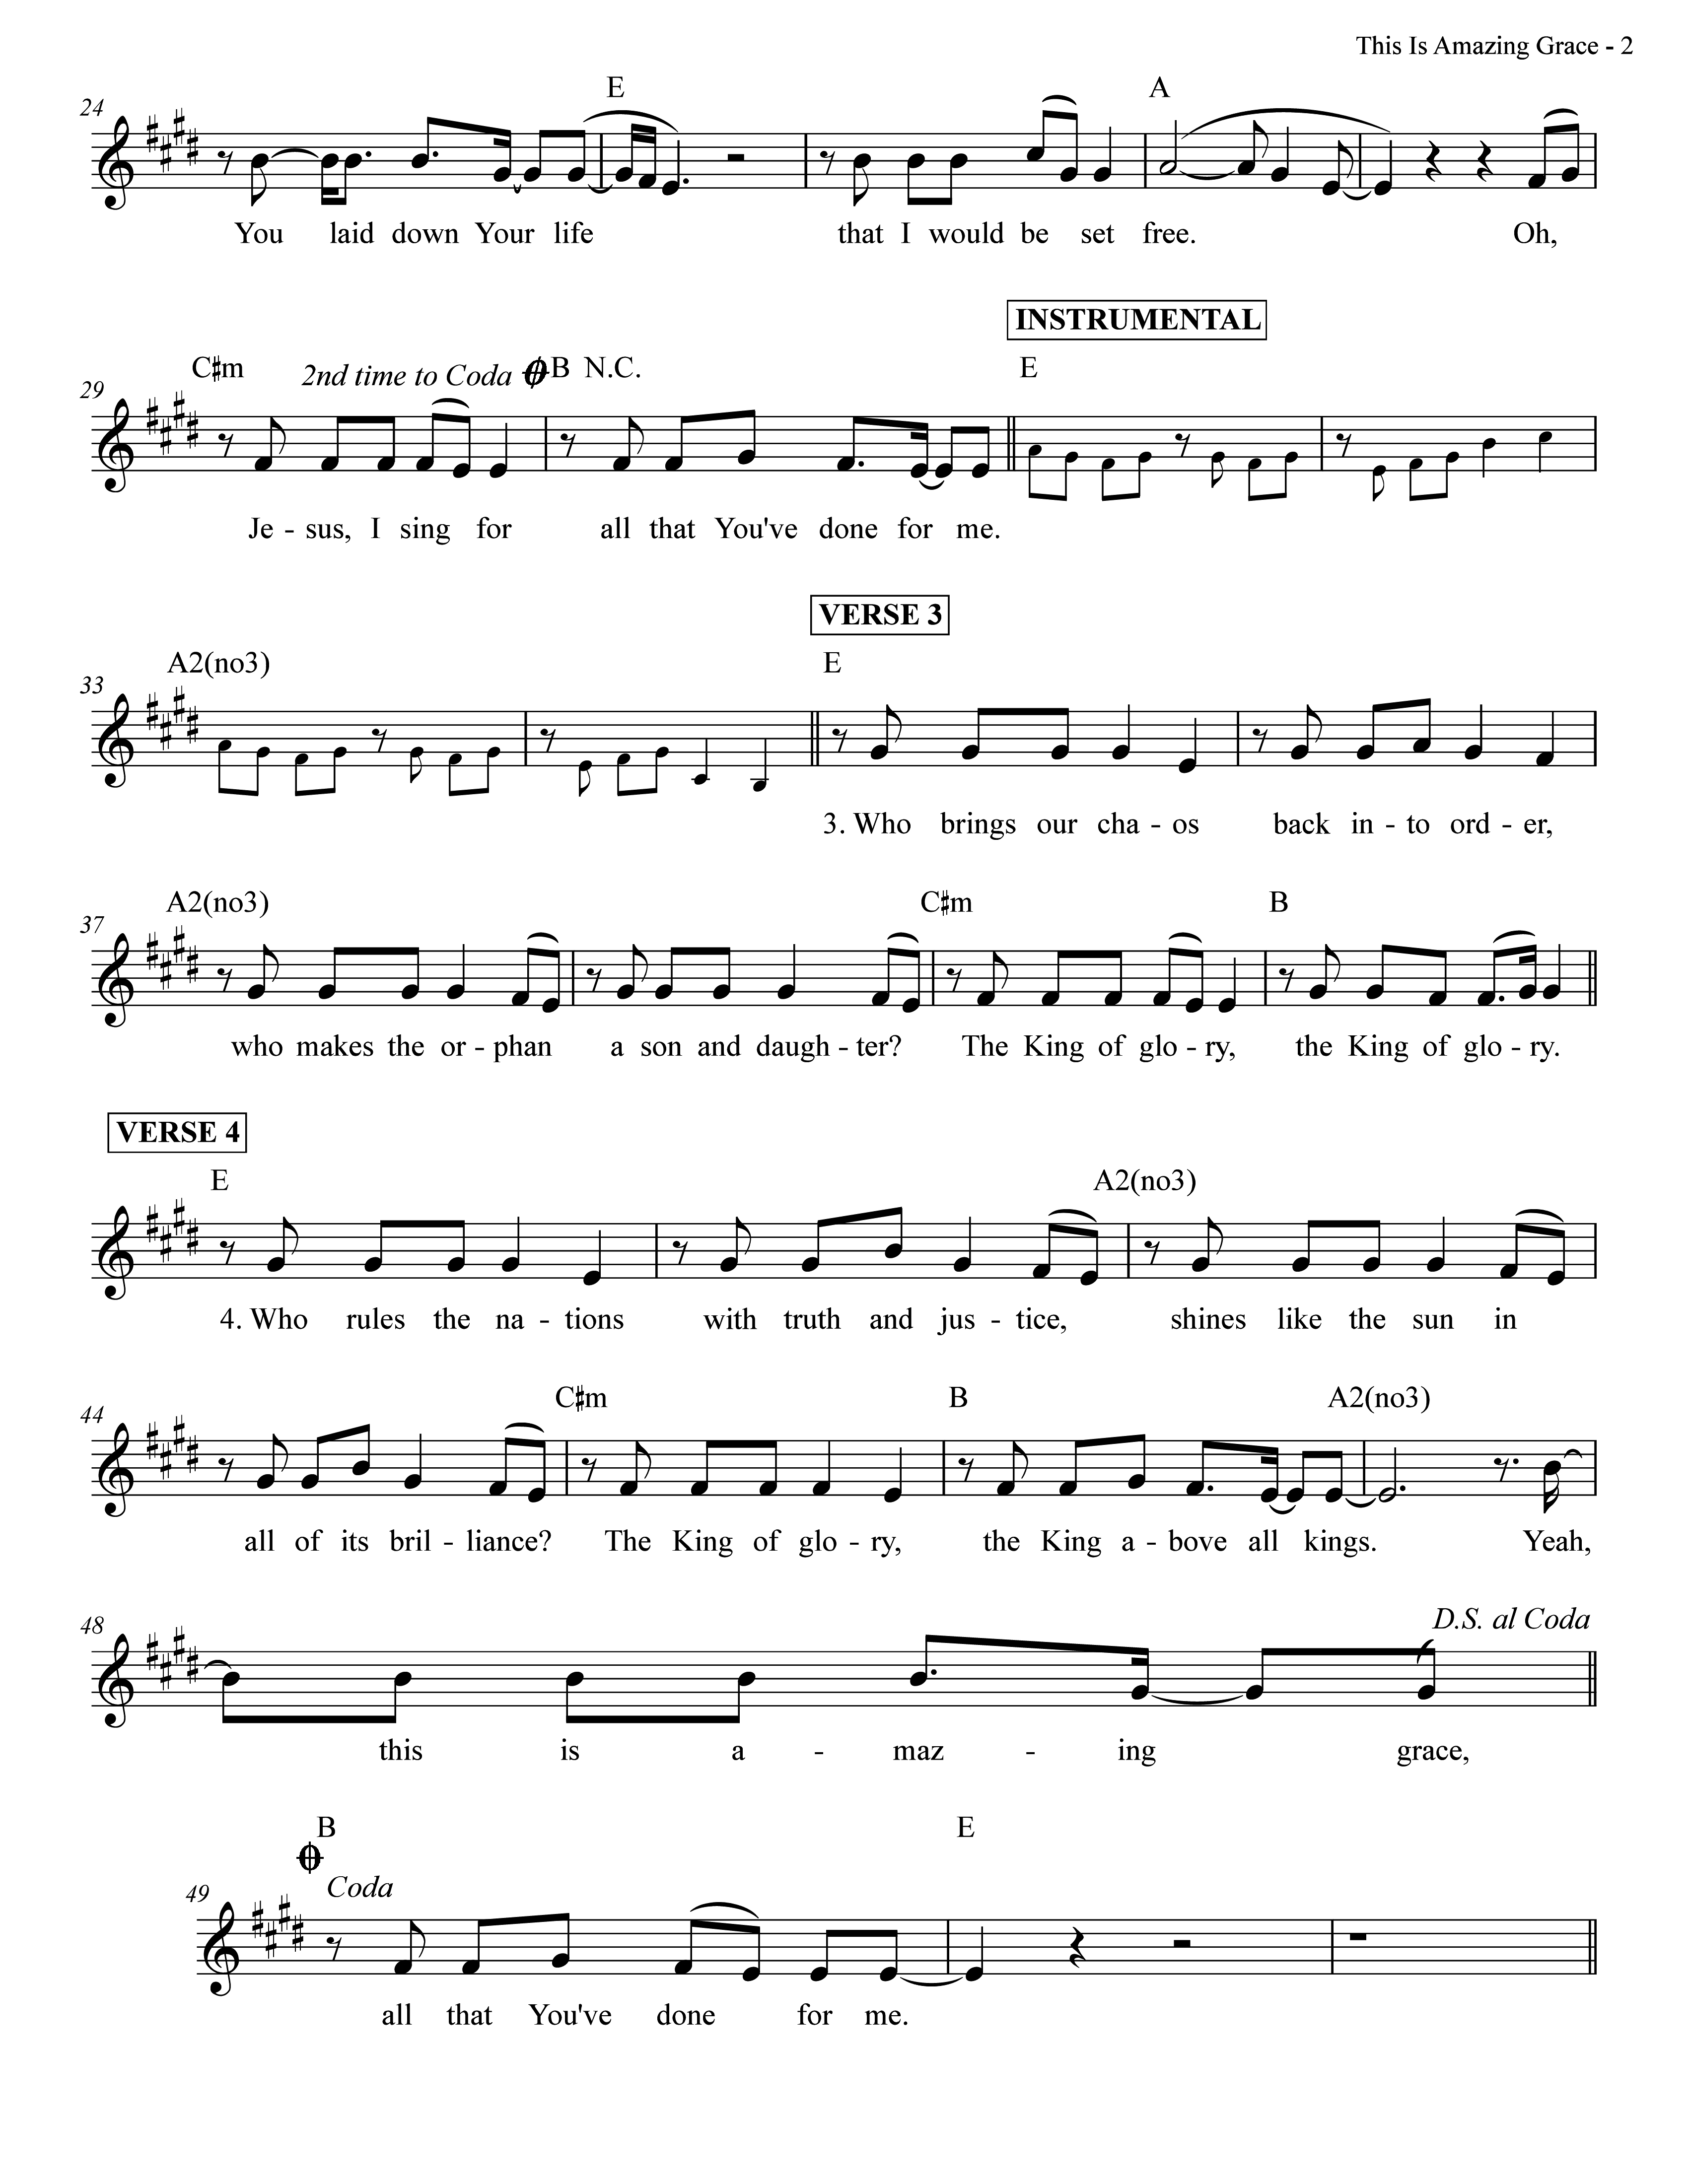 This Is Amazing Grace - 2
E A
24
You laid down Your life that I would be set free. Oh,
INSTRUMENTAL
C♯m 2nd time to Coda B N.C. E
29
Je - sus, I sing for all that You've done for me.
VERSE 3
A2(no3) E
33
3. Who brings our cha - os back in - to ord - er,
A2(no3) C♯m B
37
who makes the or - phan a son and daugh - ter? The King of glo - ry, the King of glo - ry.
VERSE 4
E A2(no3)
4. Who rules the na - tions with truth and jus - tice, shines like the sun in
C♯m B A2(no3)
44
all of its bril - liance? The King of glo - ry, the King a - bove all kings. Yeah,
D.S. al Coda
48
this is a - maz - ing grace,
B E
Coda
49
all that You've done for me.